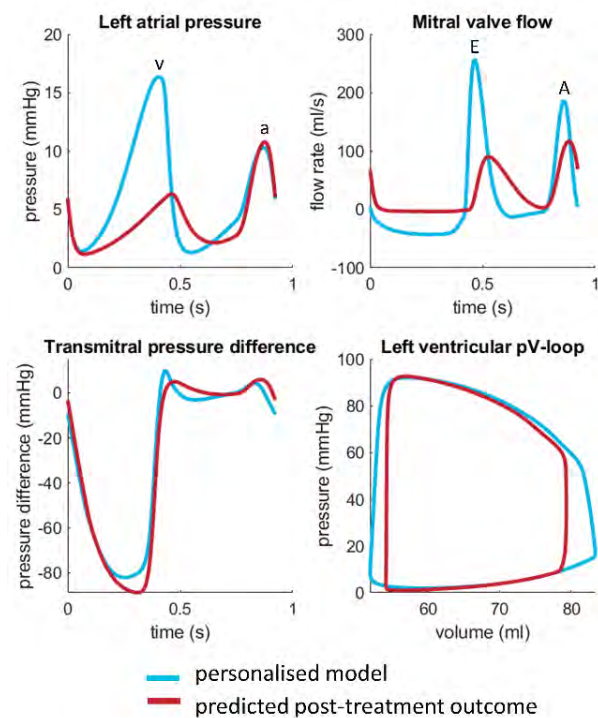 Left atrial pressure
20
15
10
5
0
pressure (mmHg)
v
a
0
0.5
1
time (s)
Mitral valve flow
300
200
100
0
-100
flow rate (ml/s)
E
A
0
0.5
1
time (s)
Transmitral pressure difference
0
-20
-40
-60
-80
pressure difference (mmHg)
0
0.5
1
time (s)
Left ventricular pV-loop
100
80
60
40
20
0
pressure (mmHg)
60
70
80
volume (ml)
personalised model
predicted post-treatment outcome